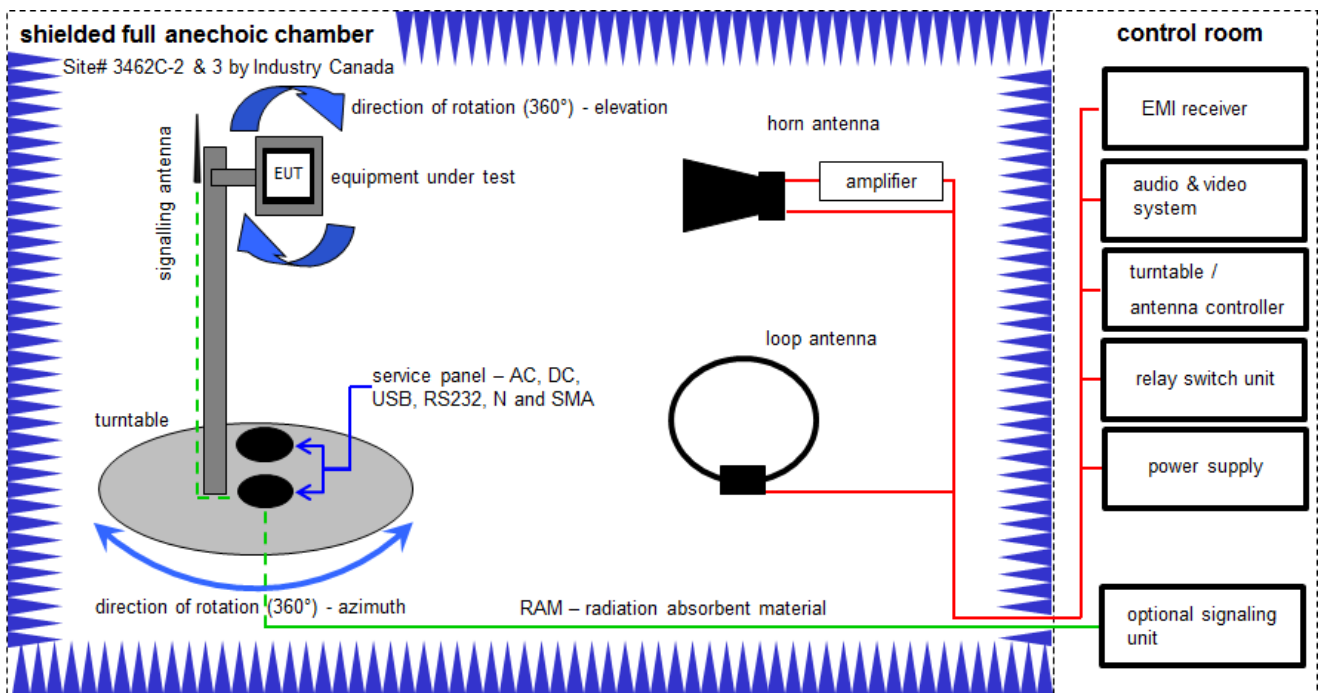 shielded full anechoic chamber
control room
Site# 3462C-2 & 3 by Industry Canada
direction of rotation (360°) - elevation
signalling antenna
EUT
equipment under test
horn antenna
amplifier
loop antenna
service panel – AC, DC,
USB, RS232, N and SMA
turntable
direction of rotation (360°) - azimuth
RAM – radiation absorbent material
EMI receiver
audio & video
system
turntable /
antenna controller
relay switch unit
power supply
optional signaling
unit